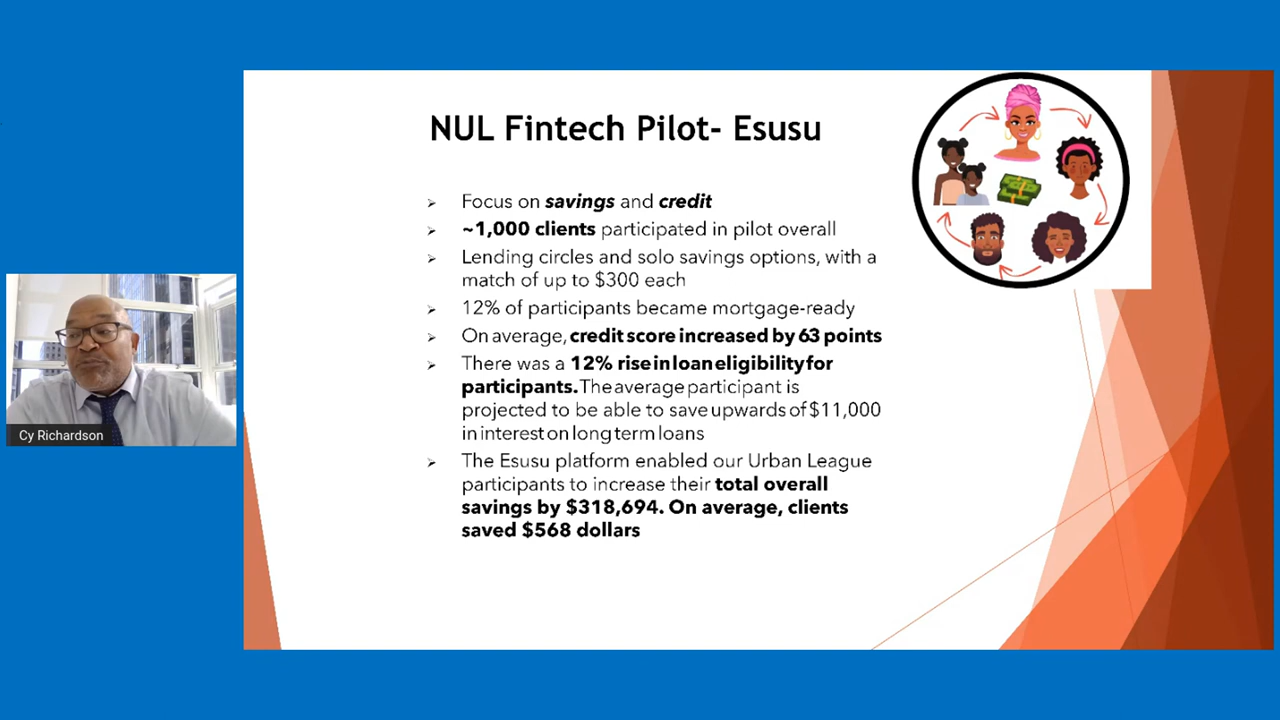 NUL Fintech Pilot- Esusu
Focus on savings and credit
~1,000 clients participated in pilot overall
Lending circles and solo savings options, with a
match of up to $300 each
12% of participants became mortgage-ready
On average, credit score increased by 63 points
There was a 12% rise in loan eligibility for
participants. The average participant is
projected to be able to save upwards of $11,000
in interest on long term loans
The Esusu platform enabled our Urban League
participants to increase their total overall
savings by $318,694. On average, clients
saved $568 dollars
Cy Richardson